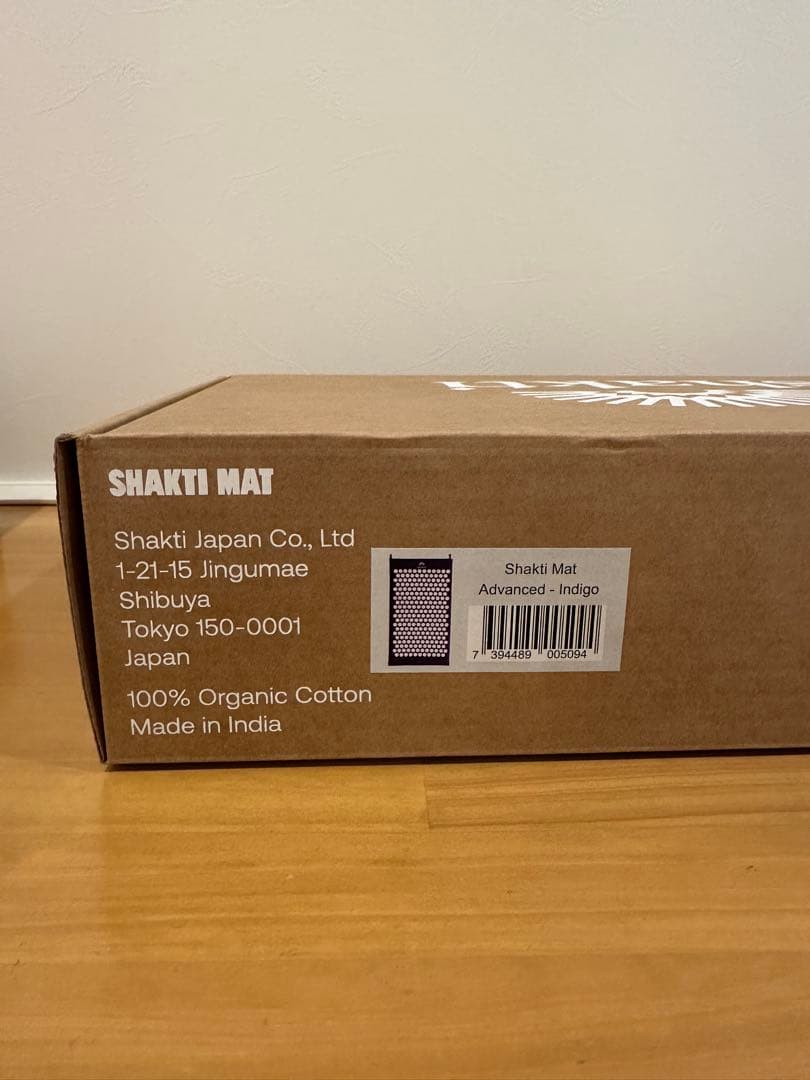 SHAKTI MAT
Shakti Japan Co., Ltd
1-21-15 Jingumae
Shibuya
Tokyo 150-0001
Japan
100% Organic Cotton
Made in India
Shakti Mat
Advanced - Indigo
7 394489 005094